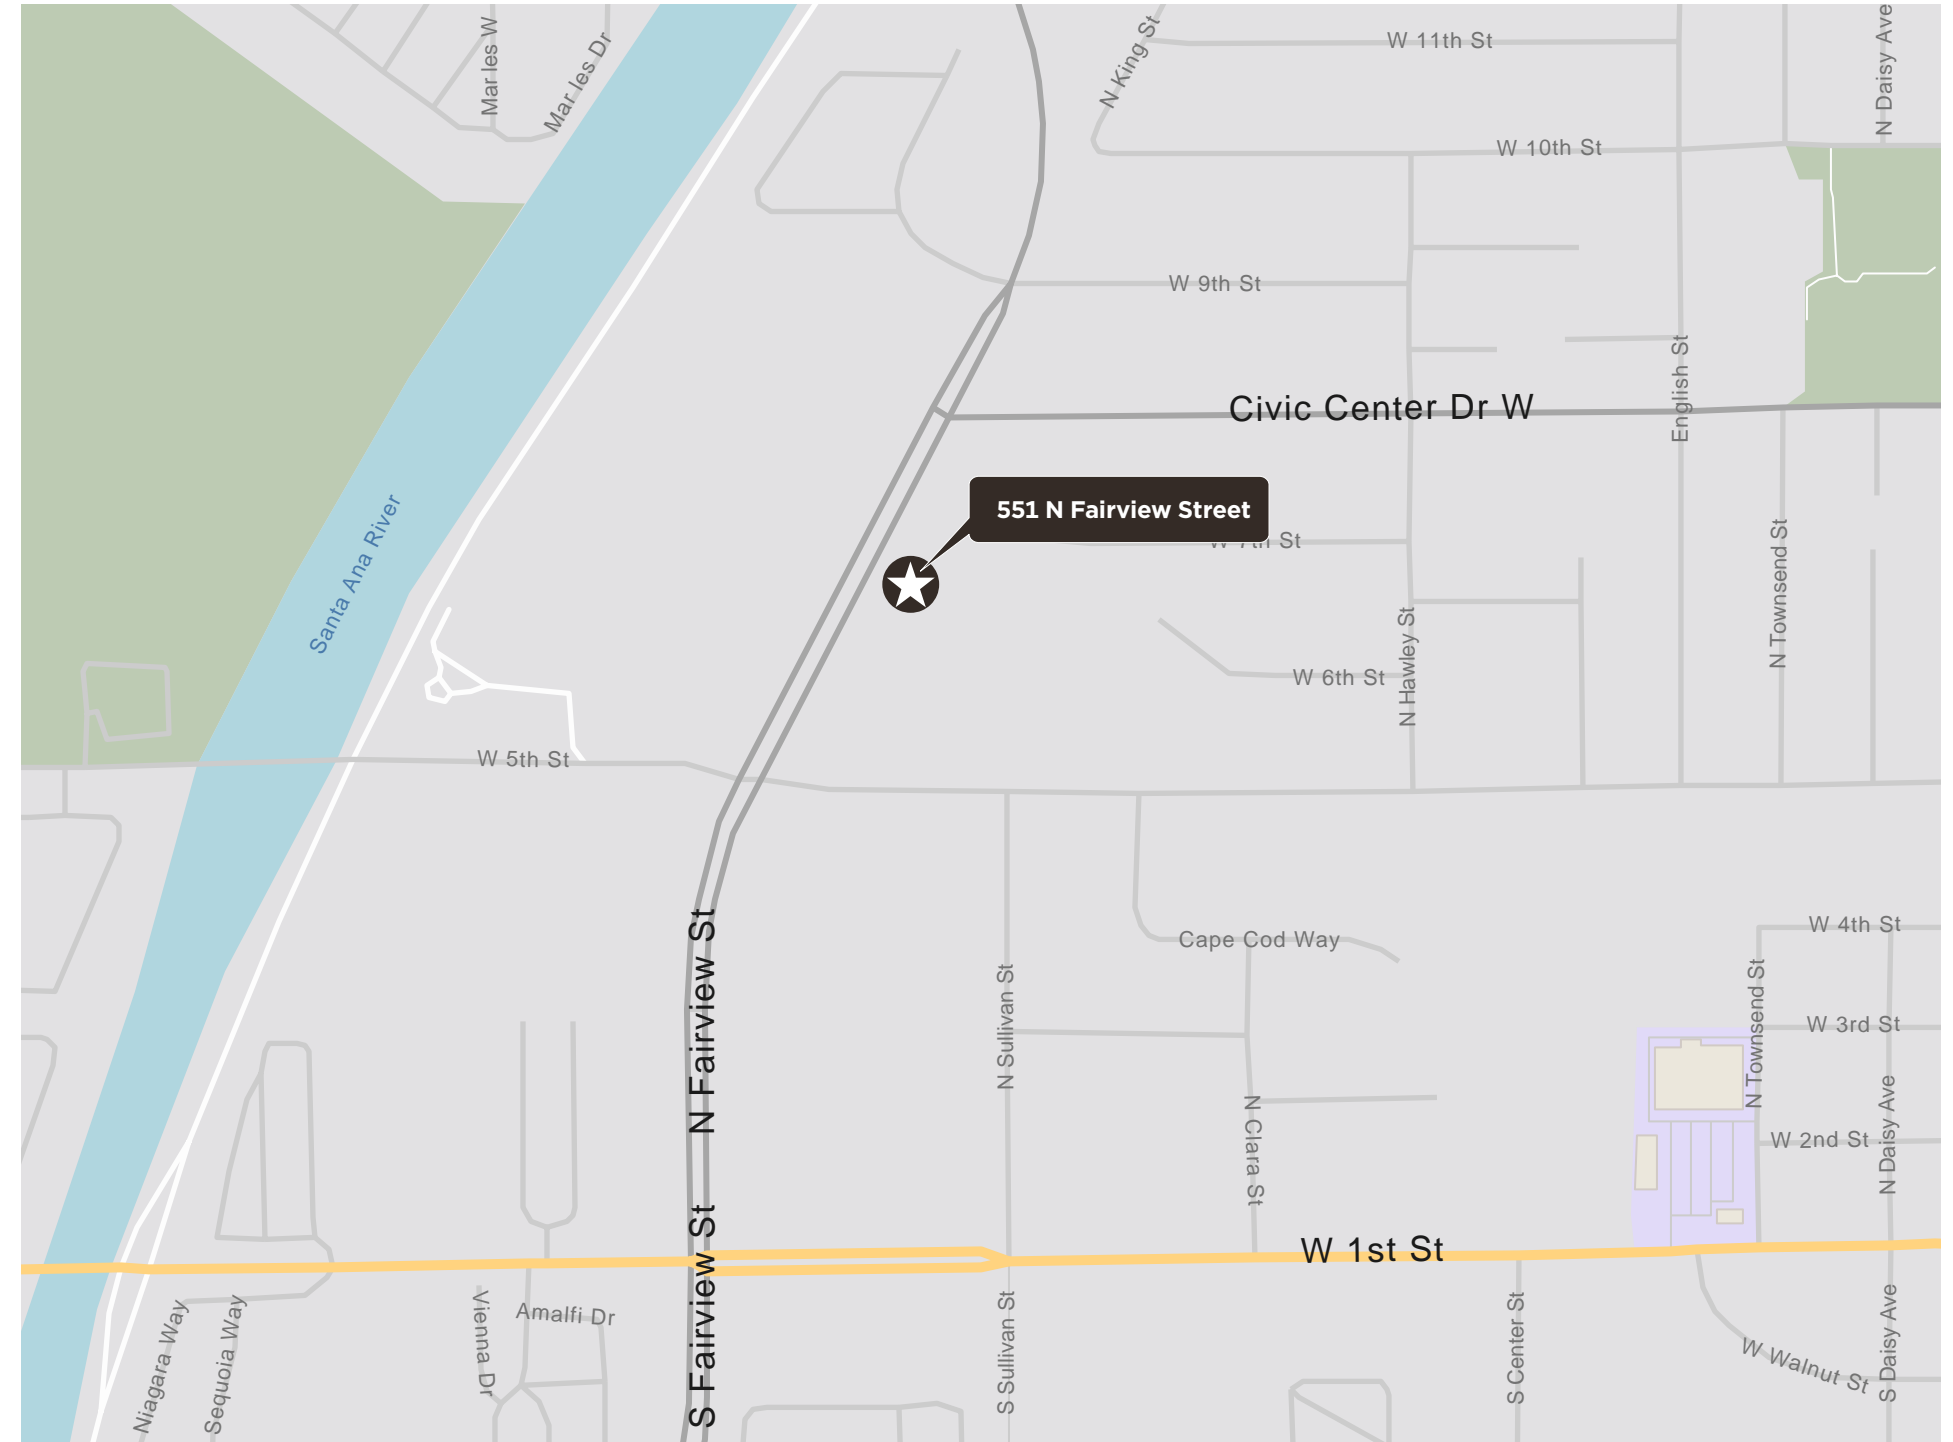 Mar les W
Mar les Dr
N King St
W 11th St
N Daisy Ave
W 10th St
W 9th St
English St
Civic Center Dr W
551 N Fairview Street
W 7th St
Santa Ana River
N Townsend St
N Hawley St
W 6th St
W 5th St
N Fairview St
Cape Cod Way
W 4th St
N Sullivan St
N Townsend St
W 3rd St
N Clara St
N Daisy Ave
W 2nd St
S Fairview St
W 1st St
Niagara Way
Sequoia Way
Vienna Dr
Amalfi Dr
S Sullivan St
S Center St
W Walnut St
S Daisy Ave